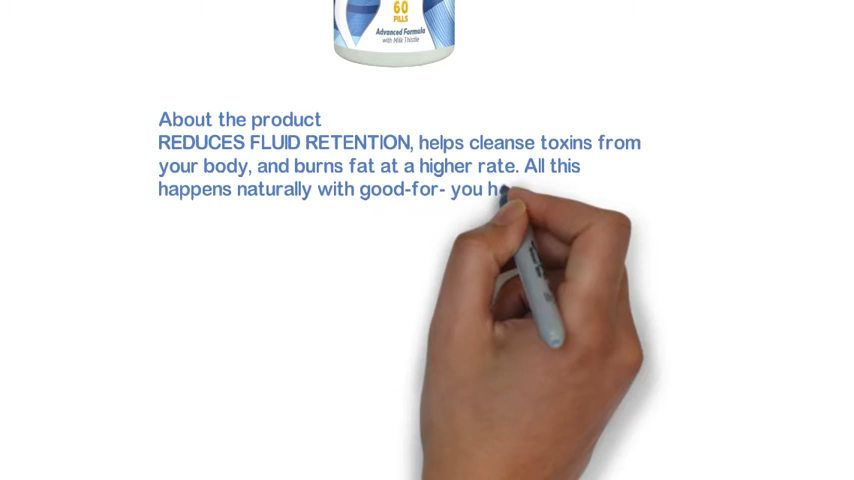 60
PILLS
Advanced Formula
with Milk Thistle
About the product
REDUCES FLUID RETENTION, helps cleanse toxins from
your body, and burns fat at a higher rate. All this
happens naturally with good-for- you h